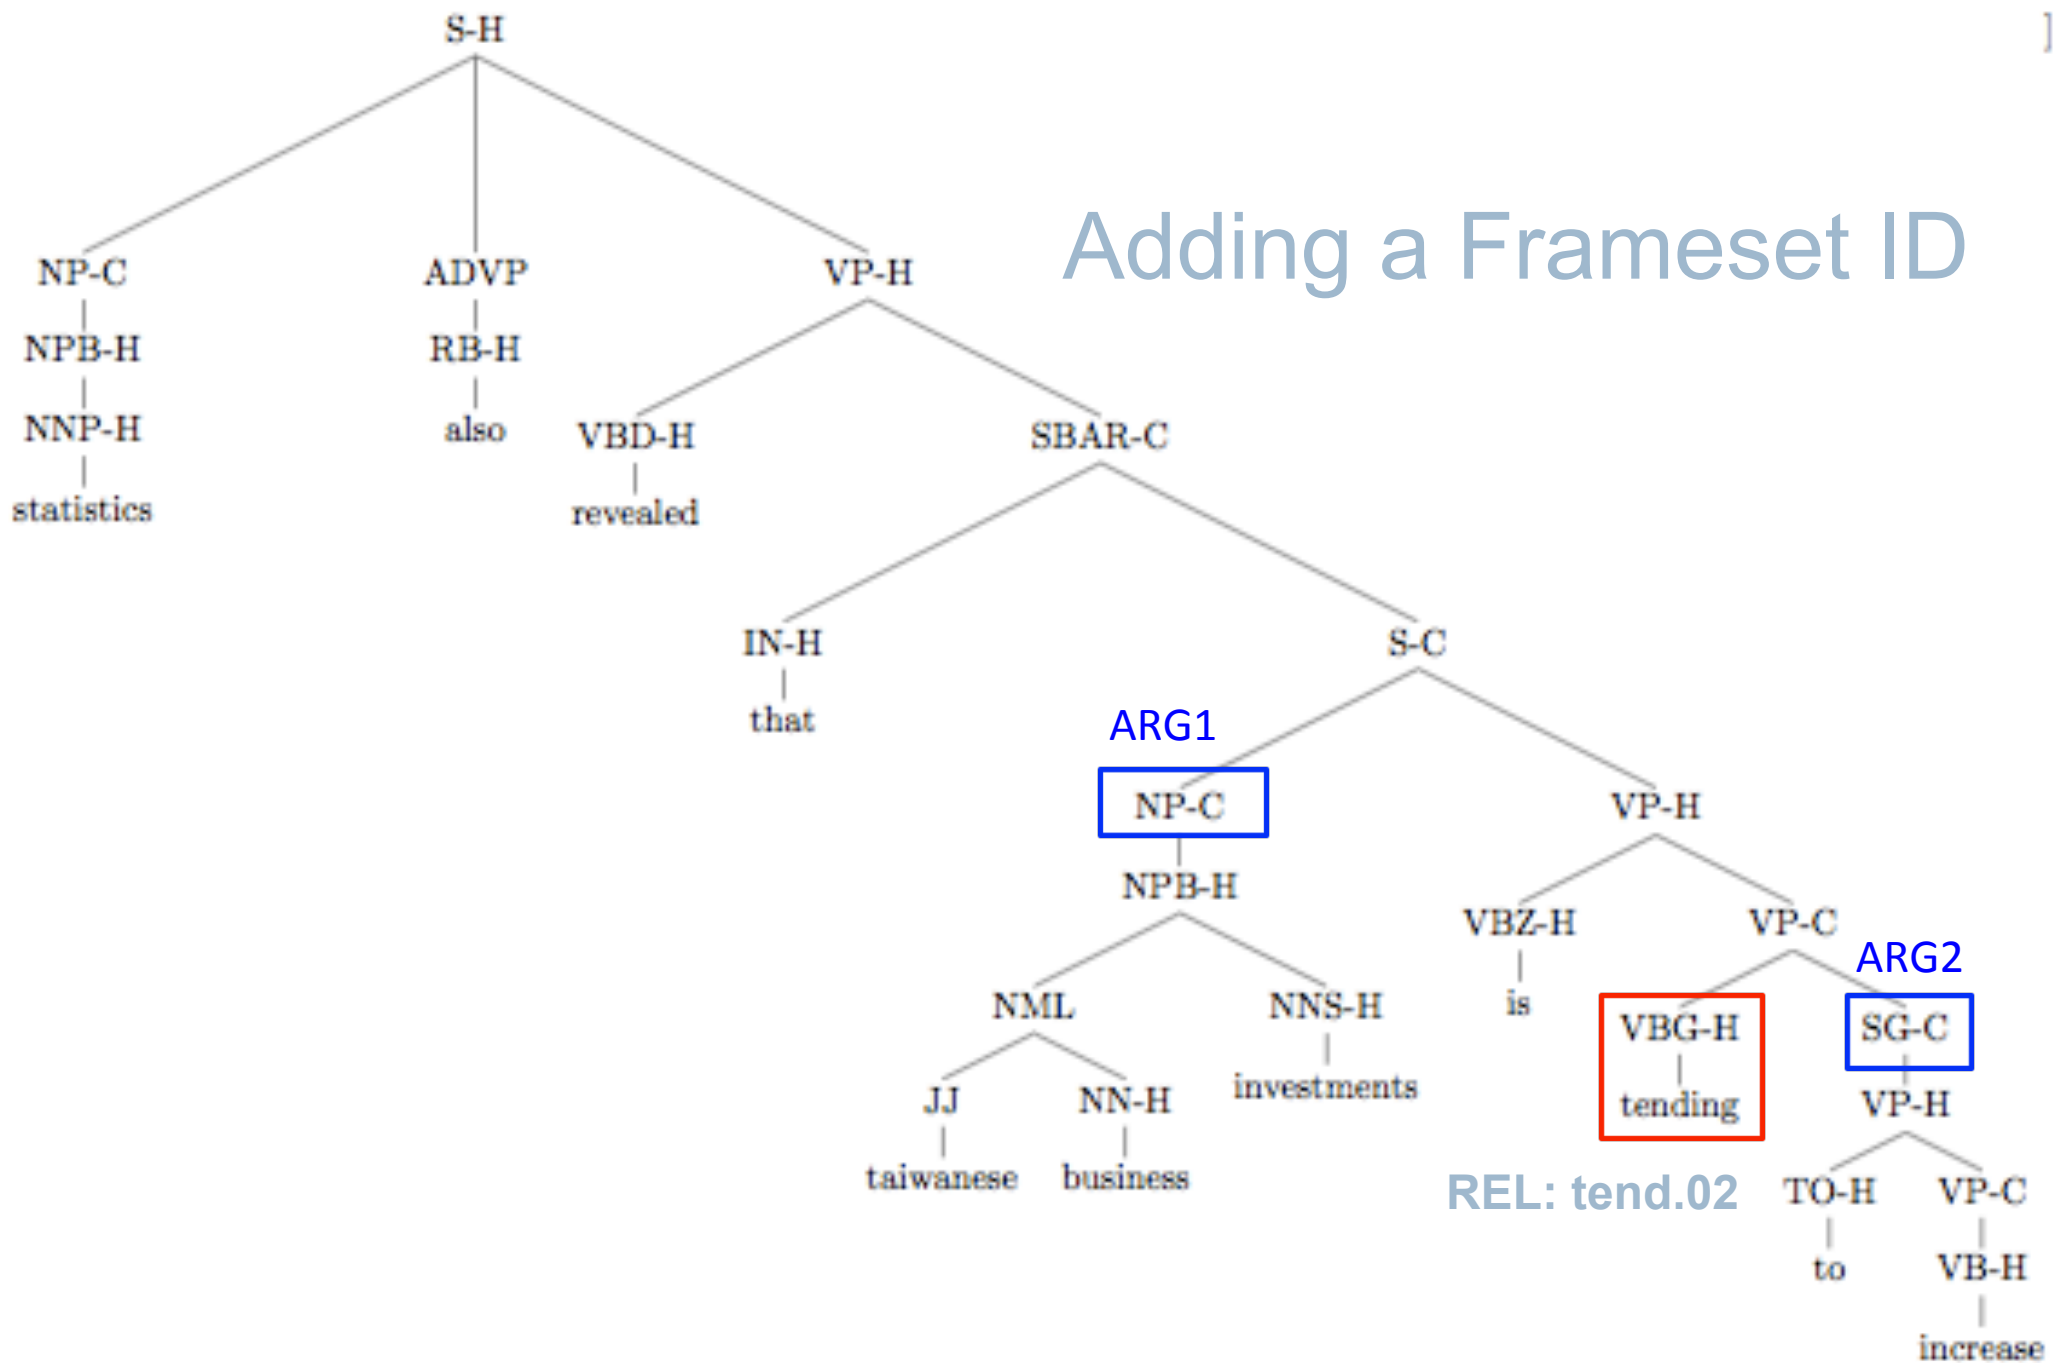 S-H ]
Adding a Frameset ID
NP-C ADVP VP-H
NPB-H RB-H
NNP-H also VBD-H SBAR-C
statistics revealed
IN-H S-C
that
ARG1
NP-C VP-H
NPB-H
VBZ-H VP-C
ARG2
NML NNS-H is VBG-H SG-C
JJ NN-H investments tending VP-H
taiwanese business
REL: tend.02 TO-H VP-C
to VB-H
increase